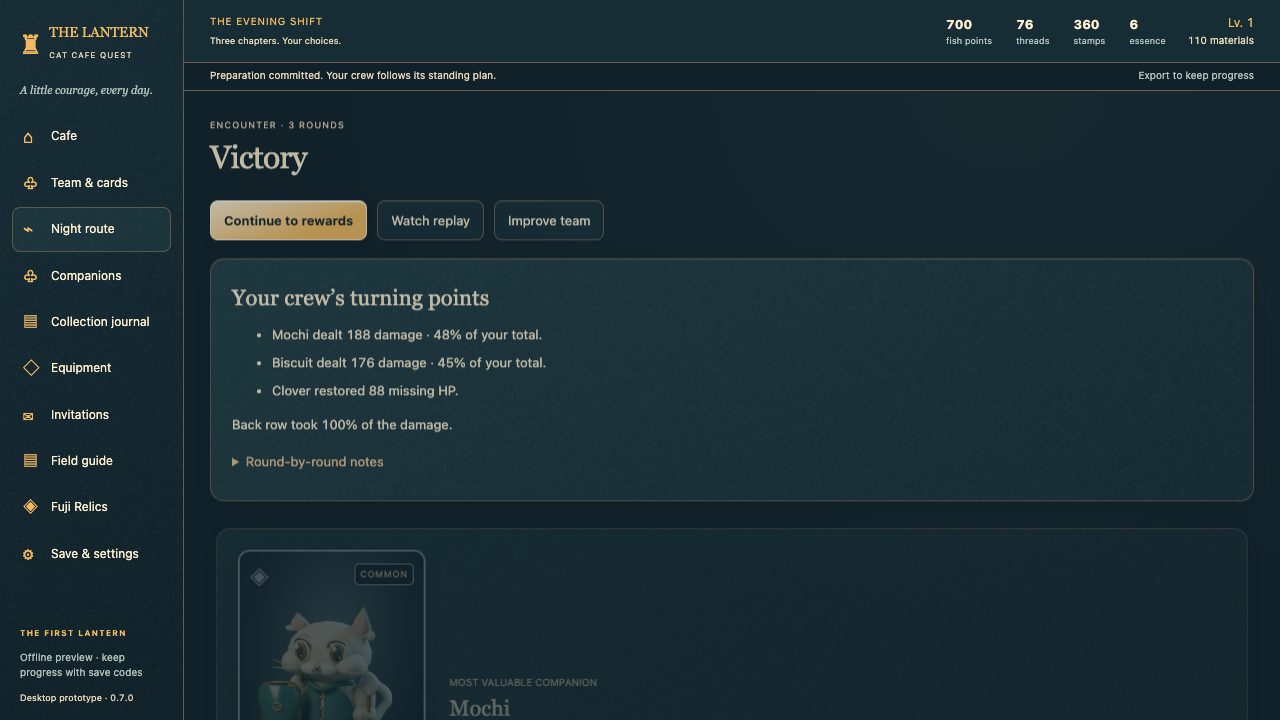 THE LANTERN
CAT CAFE QUEST
A little courage, every day.
Cafe
Team & cards
Night route
Companions
Collection journal
Equipment
Invitations
Field guide
Fuji Relics
Save & settings
THE FIRST LANTERN
Offline preview · keep
progress with save codes
Desktop prototype · 0.7.0
THE EVENING SHIFT
Three chapters. Your choices.
700
fish points
76
threads
360
stamps
6
essence
Lv. 1
110 materials
Preparation committed. Your crew follows its standing plan.
Export to keep progress
ENCOUNTER · 3 ROUNDS
Victory
Continue to rewards
Watch replay
Improve team
Your crew’s turning points
• Mochi dealt 188 damage · 48% of your total.
• Biscuit dealt 176 damage · 45% of your total.
• Clover restored 88 missing HP.
Back row took 100% of the damage.
Round-by-round notes
COMMON
MOST VALUABLE COMPANION
Mochi